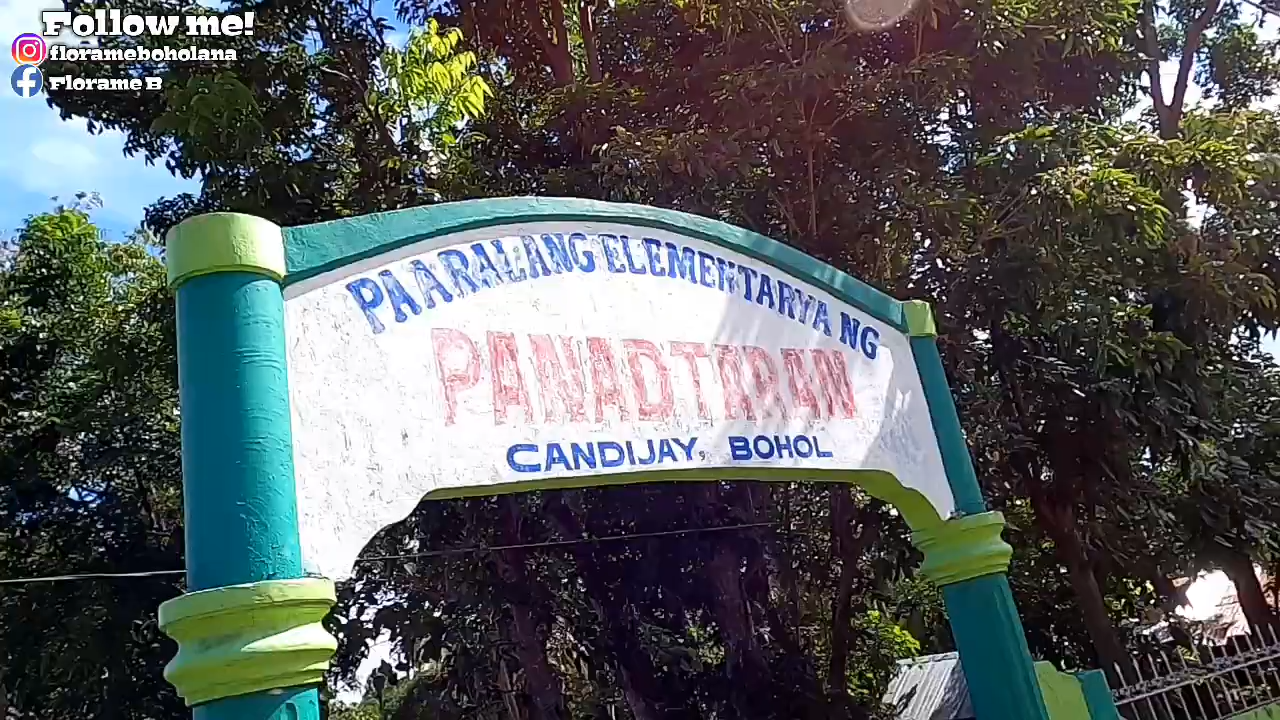 Follow me!
florameboholana
Florame B
PAARALANG ELEMENTARYA NG
PANADTARAN
CANDIJAY, BOHOL